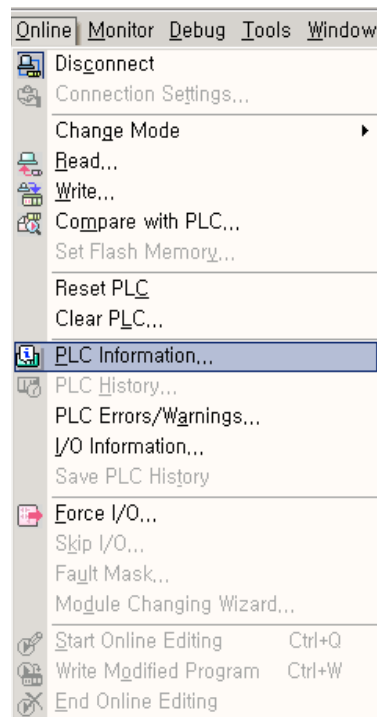 Online Monitor Debug Tools Window
Disconnect
Connection Settings...
Change Mode
Read...
Write...
Compare with PLC...
Set Flash Memory...
Reset PLC
Clear PLC...
PLC Information...
PLC History...
PLC Errors/Warnings...
I/O Information...
Save PLC History
Force I/O...
Skip I/O...
Fault Mask...
Module Changing Wizard...
Start Online Editing Ctrl+Q
Write Modified Program Ctrl+W
End Online Editing